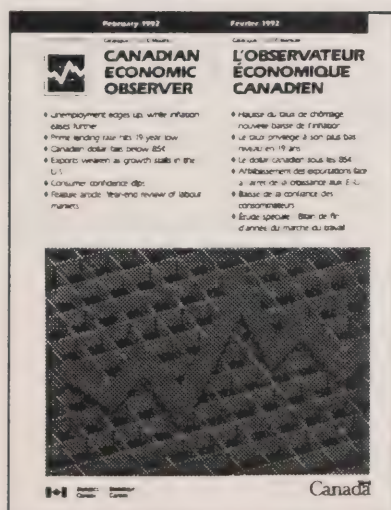 February 1992
CANADIAN
ECONOMIC
OBSERVER
Unemployment edges up, while inflation
eases further
Prime lending rate hits 19 year low
Canadian dollar falls below 85¢
Exports weaken as growth stalls in the
U.S.
Consumer confidence dips
Feature article: Year-end review of labour
markets
Février 1992
L'OBSERVATEUR
ÉCONOMIQUE
CANADIEN
Hausse du taux de chômage
nouvelle baisse de l'inflation
Le taux privilégié à son plus bas
niveau en 19 ans
Le dollar canadien sous les 85¢
Affaiblissement des exportations face
à l'arrêt de la croissance aux É.-U.
Baisse de la confiance des
consommateurs
Étude spéciale : Bilan de fin
d'année du marché du travail
Statistics Statistique
Canada Canada
Canada